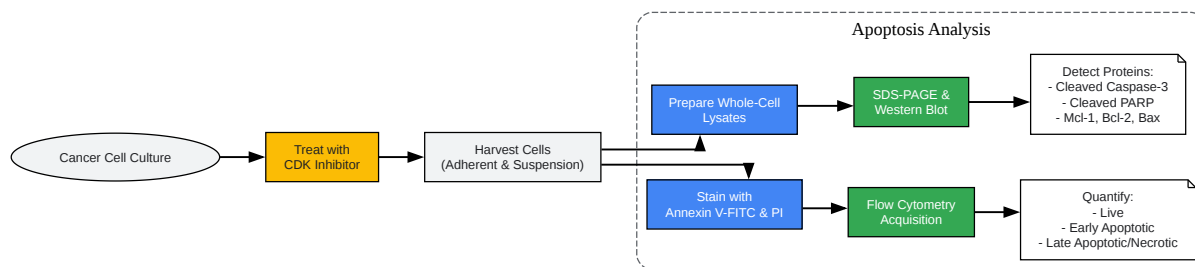 Apoptosis Analysis
Cancer Cell Culture
Treat with
CDK Inhibitor
Harvest Cells
(Adherent & Suspension)
Prepare Whole-Cell
Lysates
SDS-PAGE &
Western Blot
Detect Proteins:
- Cleaved Caspase-3
- Cleaved PARP
- Mcl-1, Bcl-2, Bax
Stain with
Annexin V-FITC & PI
Flow Cytometry
Acquisition
Quantify:
- Live
- Early Apoptotic
- Late Apoptotic/Necrotic